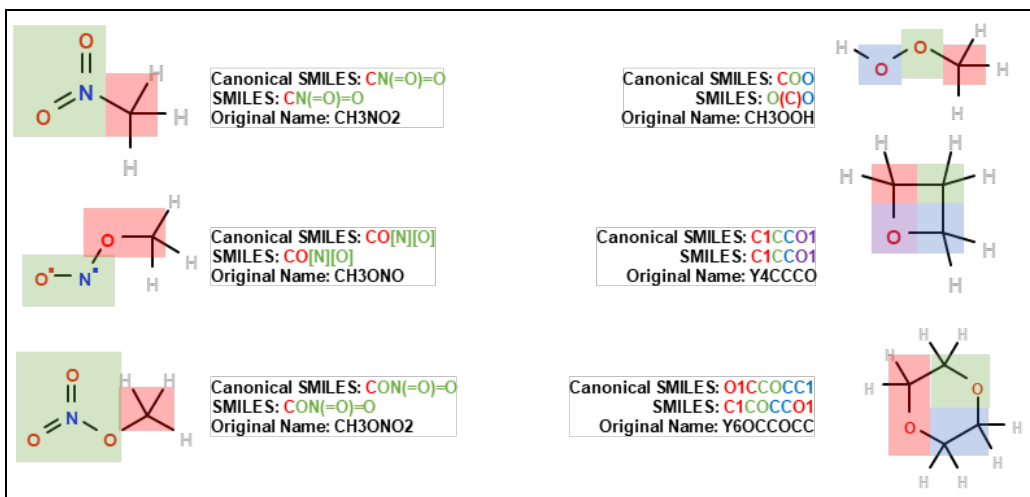 Canonical SMILES: CN(=O)=O
SMILES: CN(=O)=O
Original Name: CH3NO2
O
N
O
H
H
H
Canonical SMILES: COO
SMILES: O(C)O
Original Name: CH3OOH
H
O
O
H
H
H
Canonical SMILES: CO[N][O]
SMILES: CO[N][O]
Original Name: CH3ONO
O
O
N
H
H
H
Canonical SMILES: C1CCO1
SMILES: C1CCO1
Original Name: Y4CCCO
H
H
H
H
O
H
H
Canonical SMILES: CON(=O)=O
SMILES: CON(=O)=O
Original Name: CH3ONO2
O
N
O
O
H
H
H
Canonical SMILES: O1CCOCC1
SMILES: C1COCCO1
Original Name: Y6OCCOCC
H
H
H
H
O
O
H
H
H
H